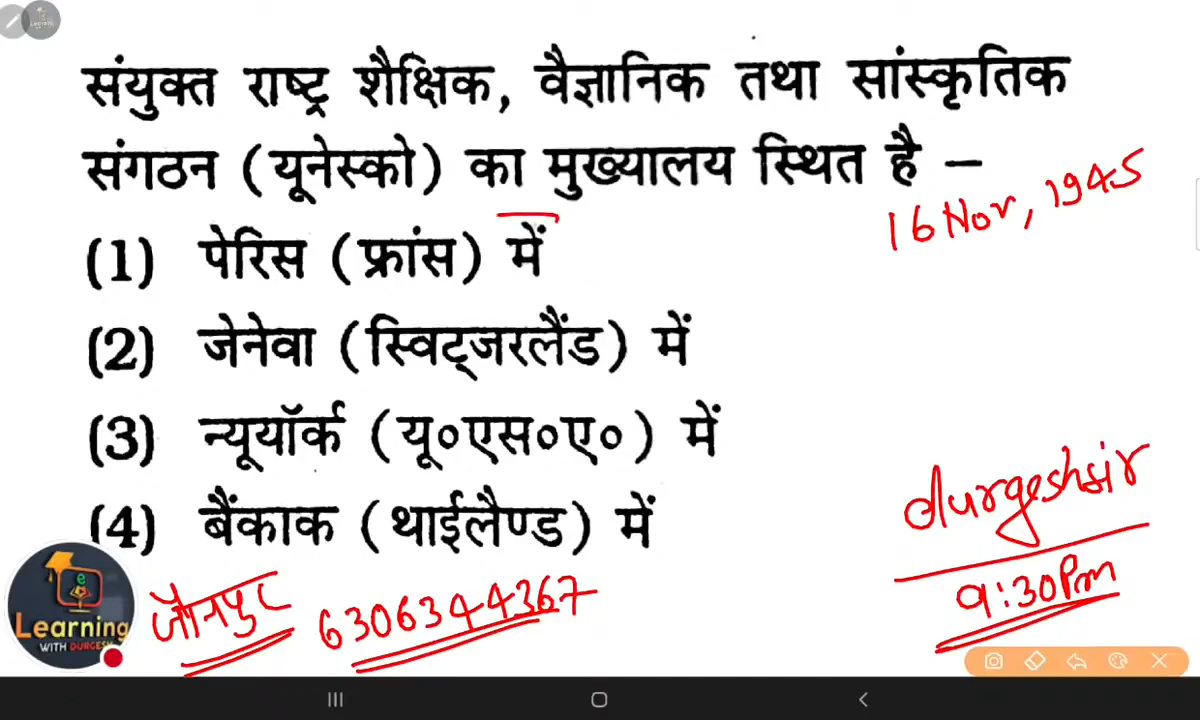 संयुक्त राष्ट्र शैक्षिक, वैज्ञानिक तथा सांस्कृतिक
संगठन (यूनेस्को) का मुख्यालय स्थित है –
16 Nov, 1945
(1) पेरिस (फ्रांस) में
(2) जेनेवा (स्विट्जरलैंड) में
(3) न्यूयॉर्क (यू०एस०ए०) में
(4) बैंकाक (थाईलैण्ड) में
durgeshsir
9:30Pm
जौनपुर 6306344367
e
Learning
WITH DURGESH